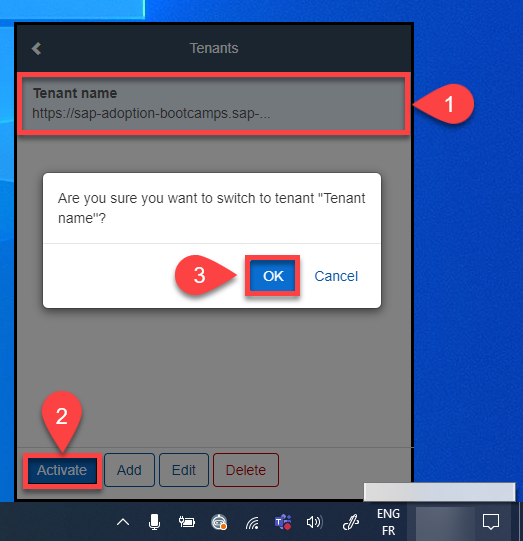 Tenants
Tenant name
https://sap-adoption-bootcamps.sap-...
1
Are you sure you want to switch to tenant "Tenant
name"?
3
OK
Cancel
2
Activate
Add
Edit
Delete
ENG
FR